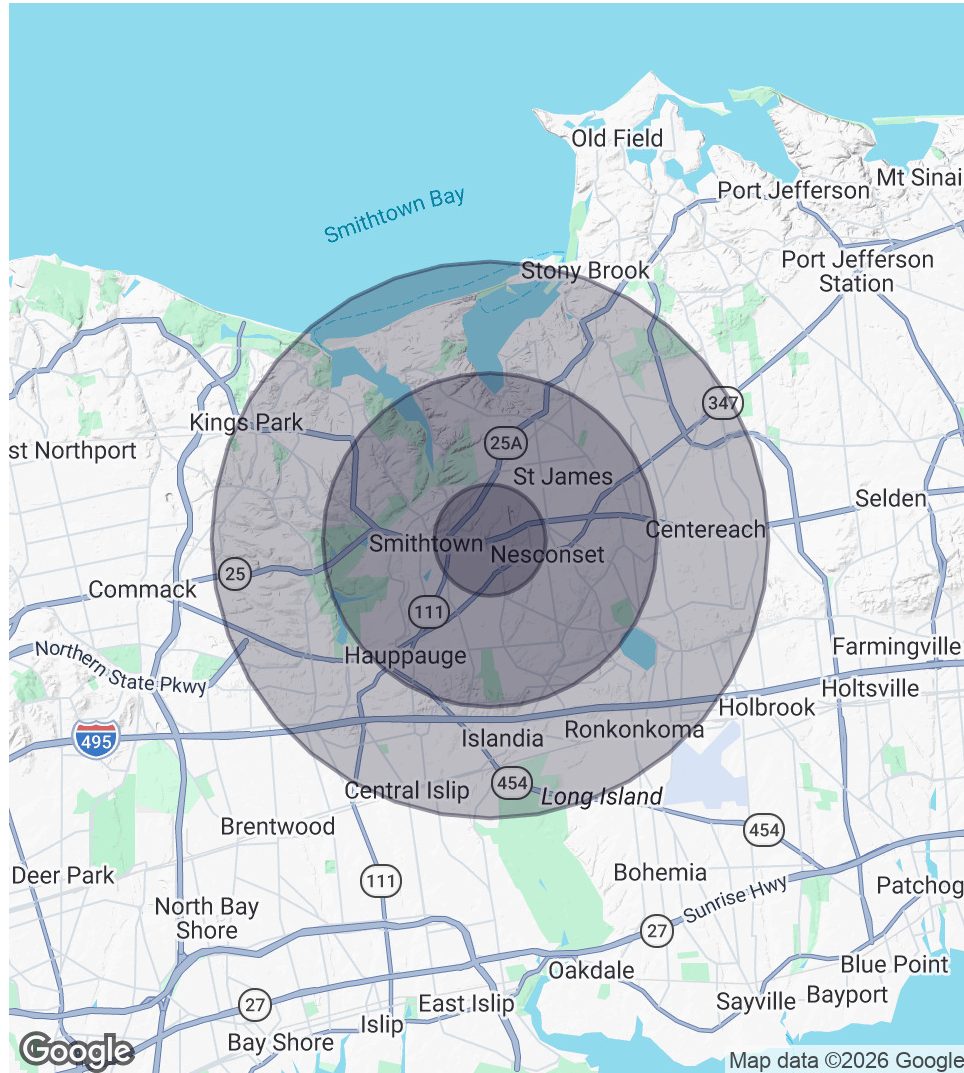 Old Field
Mt Sinai
Port Jefferson
Smithtown Bay
Port Jefferson
Station
Stony Brook
347
Kings Park
25A
st Northport
St James
Selden
Centereach
Smithtown
Nesconset
25
Commack
111
Farmingville
Northern State Pkwy
Hauppauge
Holtsville
Holbrook
495
Islandia
Ronkonkoma
454
Central Islip
Long Island
Brentwood
454
Deer Park
111
Bohemia
Patchog
North Bay
Shore
Sunrise Hwy
27
Blue Point
Oakdale
Bayport
Sayville
27
East Islip
Islip
Bay Shore
Google
Map data ©2026 Google